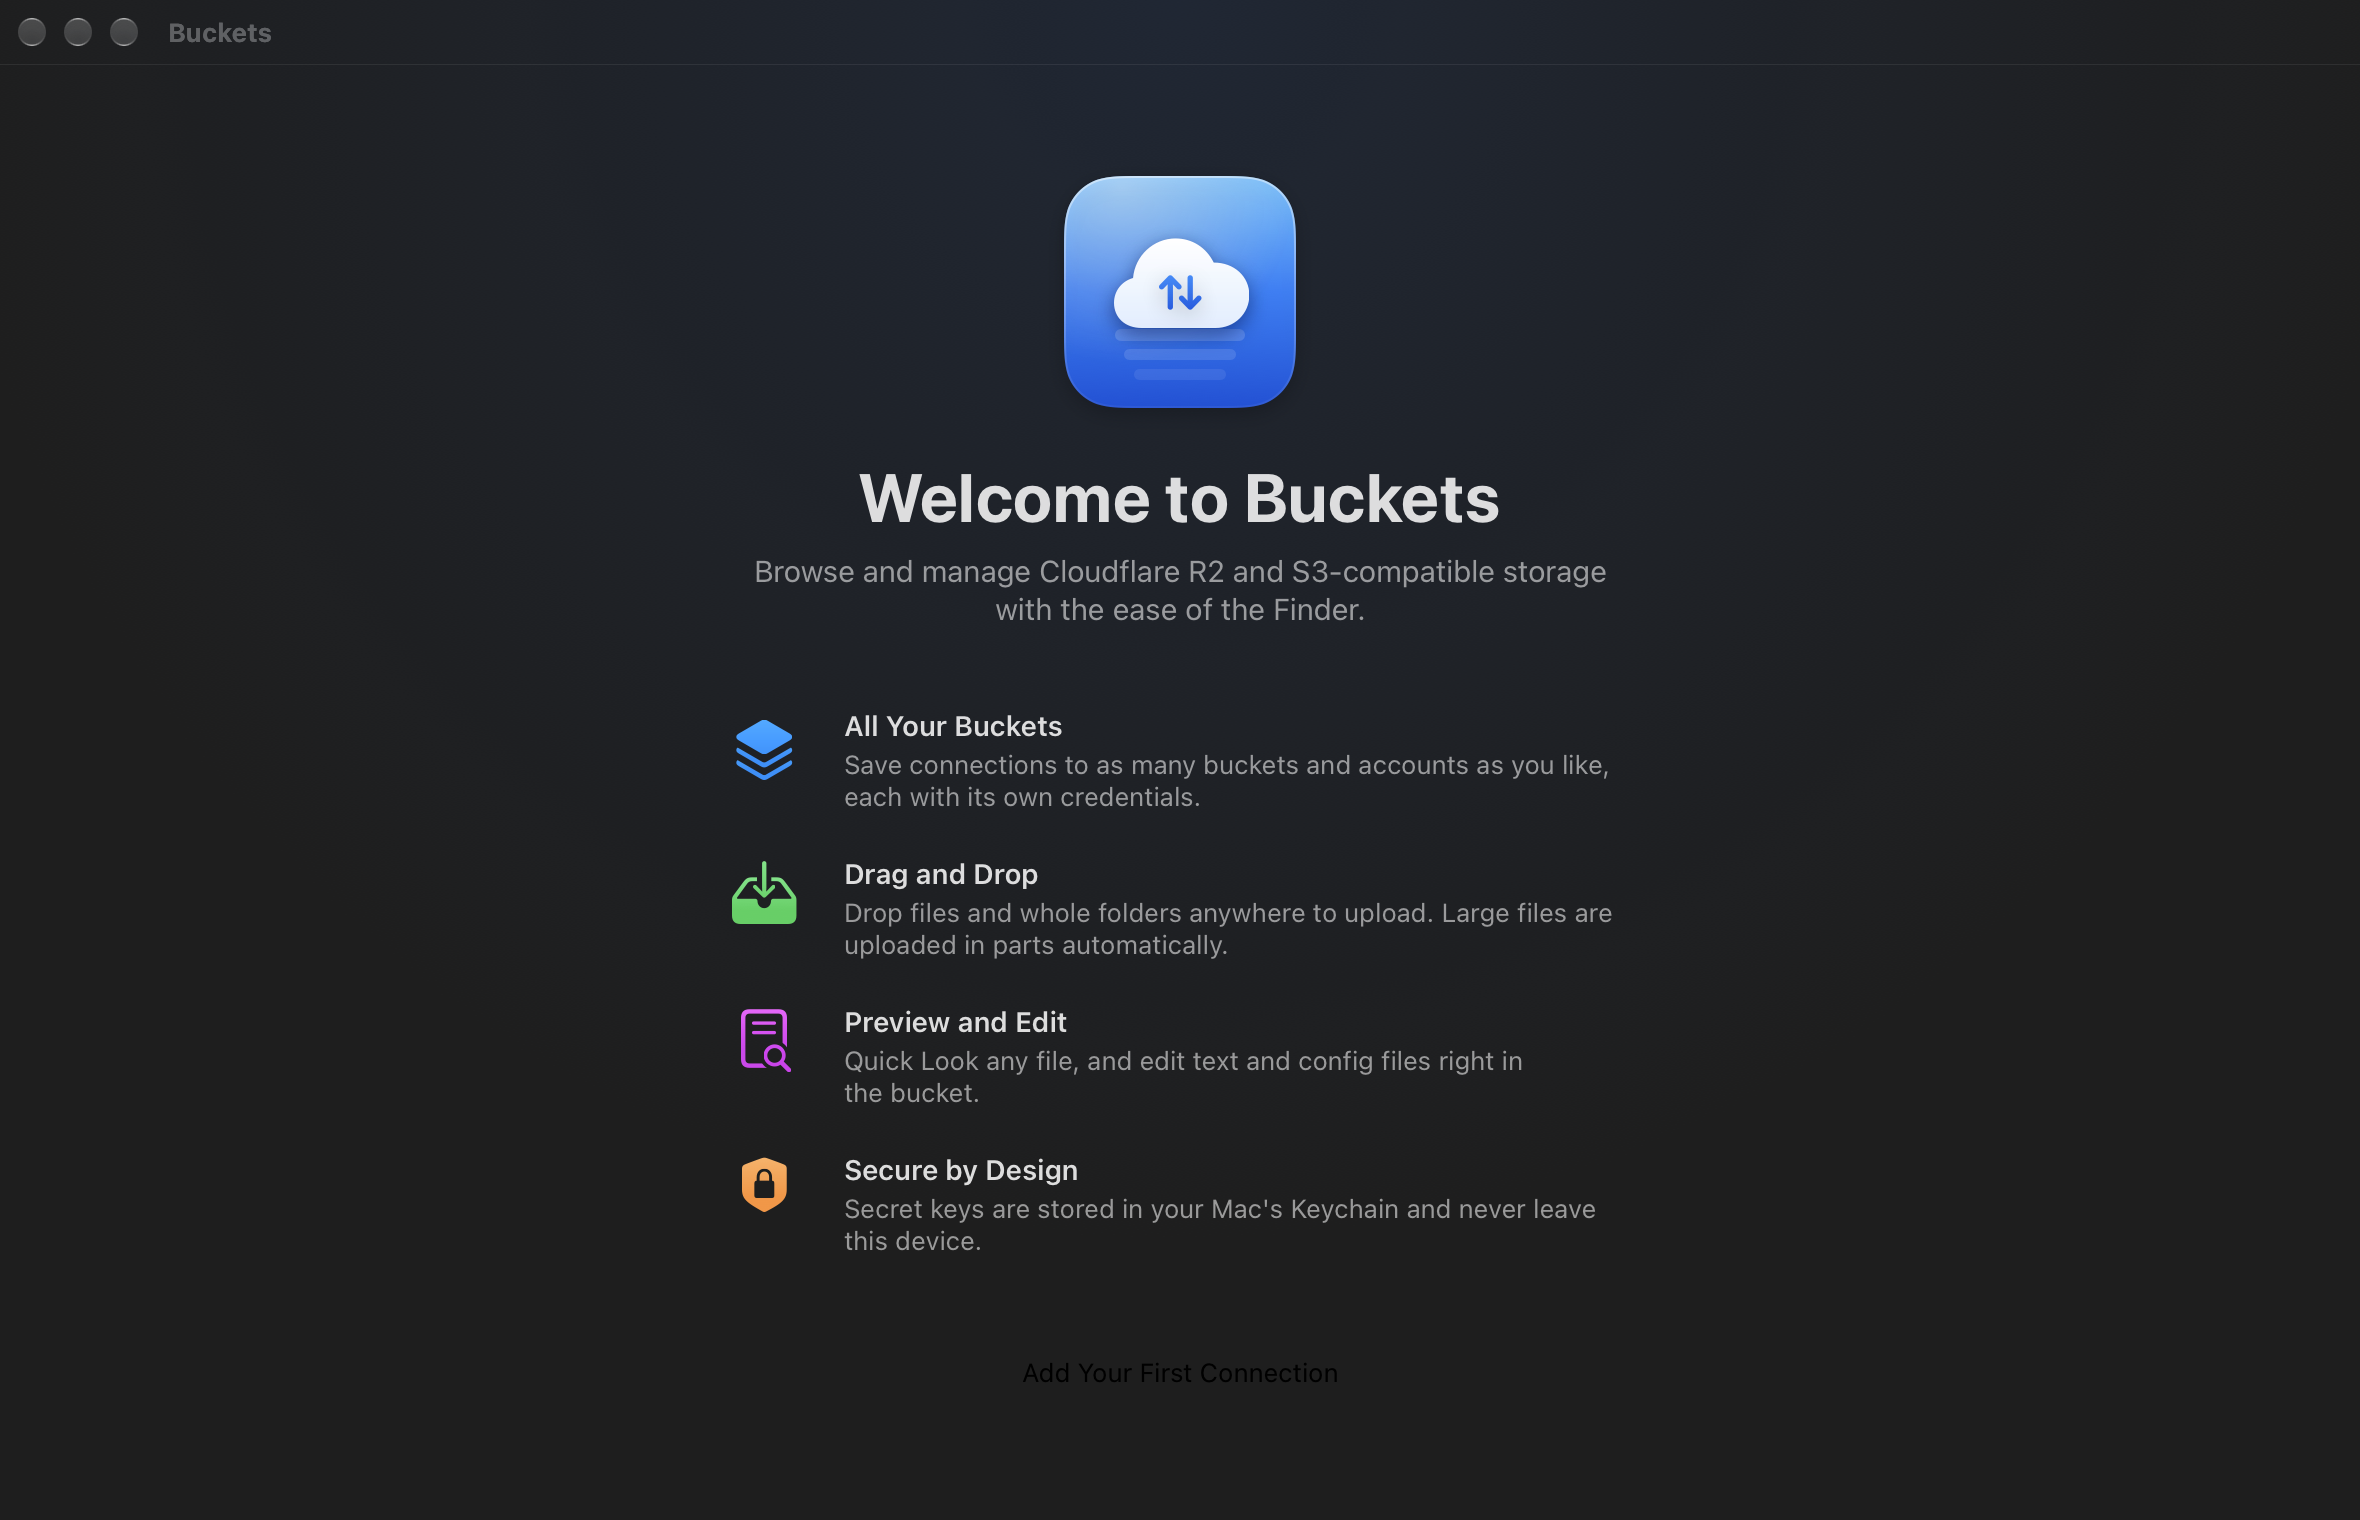 Buckets
Welcome to Buckets
Browse and manage Cloudflare R2 and S3-compatible storage
with the ease of the Finder.
All Your Buckets
Save connections to as many buckets and accounts as you like,
each with its own credentials.
Drag and Drop
Drop files and whole folders anywhere to upload. Large files are
uploaded in parts automatically.
Preview and Edit
Quick Look any file, and edit text and config files right in
the bucket.
Secure by Design
Secret keys are stored in your Mac's Keychain and never leave
this device.
Add Your First Connection